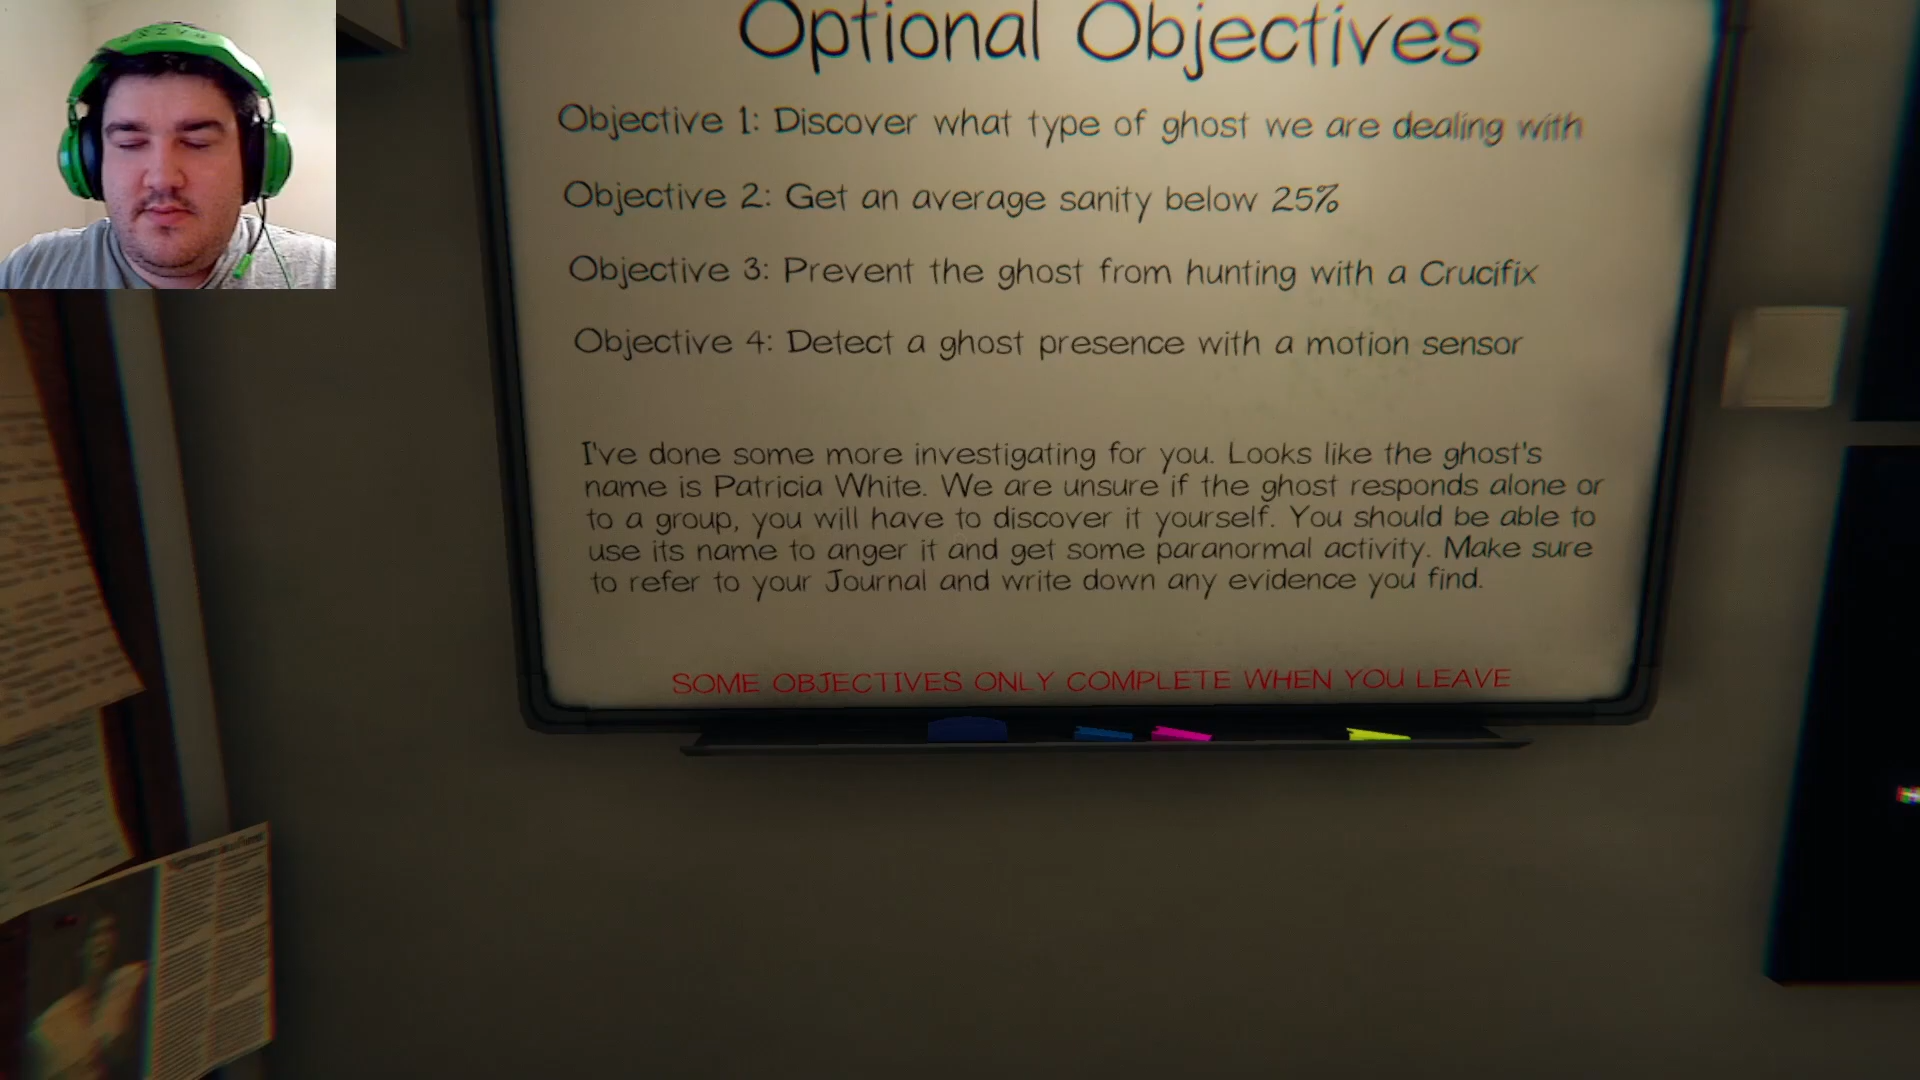 Optional Objectives
Objective 1: Discover what type of ghost we are dealing with
Objective 2: Get an average sanity below 25%
Objective 3: Prevent the ghost from hunting with a Crucifix
Objective 4: Detect a ghost presence with a motion sensor
I've done some more investigating for you. Looks like the ghost's
name is Patricia White. We are unsure if the ghost responds alone or
to a group, you will have to discover it yourself. You should be able to
use its name to anger it and get some paranormal activity. Make sure
to refer to your Journal and write down any evidence you find.
SOME OBJECTIVES ONLY COMPLETE WHEN YOU LEAVE